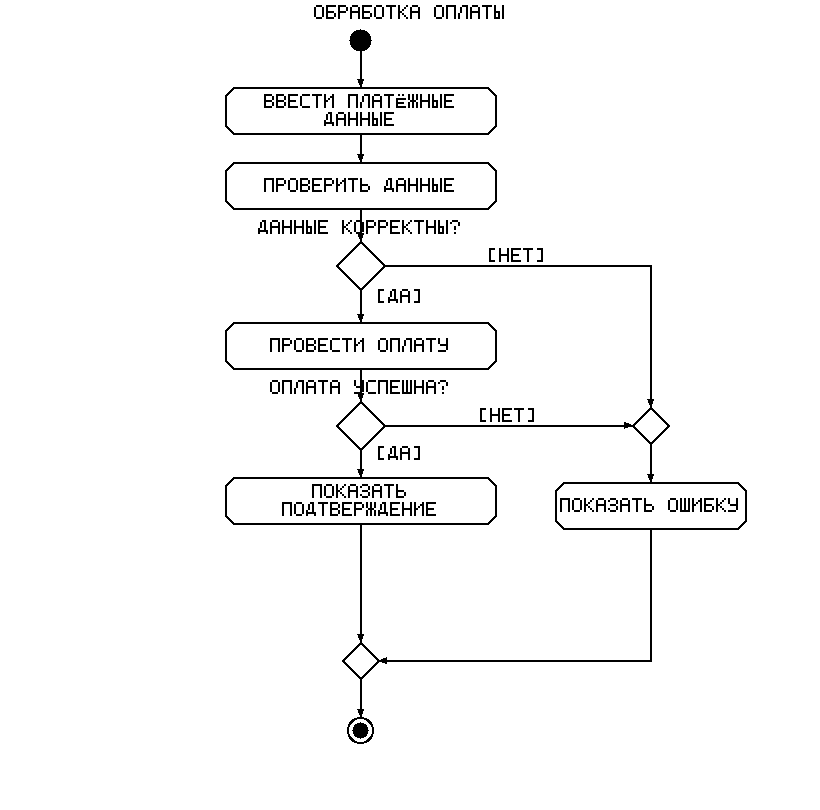 ОБРАБОТКА ОПЛАТЫ
ВВЕСТИ ПЛАТЁЖНЫЕ
ДАННЫЕ
ПРОВЕРИТЬ ДАННЫЕ
ДАННЫЕ КОРРЕКТНЫ?
[НЕТ]
[ДА]
ПРОВЕСТИ ОПЛАТУ
ОПЛАТА УСПЕШНА?
[НЕТ]
[ДА]
ПОКАЗАТЬ
ПОДТВЕРЖДЕНИЕ
ПОКАЗАТЬ ОШИБКУ